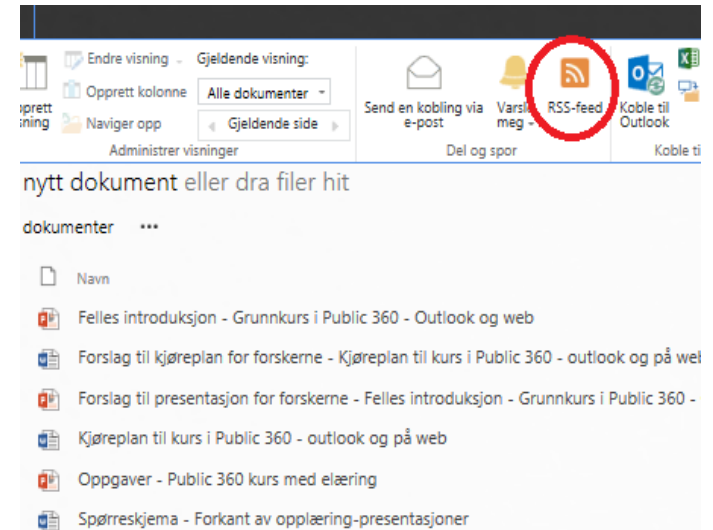 Endre visning
Gjeldende visning:
Opprett kolonne
Alle dokumenter
Naviger opp
Gjeldende side
Administrer visninger
Send en kobling via
e-post
meg
RSS-feed
Del og spor
Koble til
Outlook
nytt dokument eller dra filer hit
dokumenter ...
Navn
Felles introduksjon - Grunnkurs i Public 360 - Outlook og web
Forslag til kjøreplan for forskerne - Kjøreplan til kurs i Public 360 - outlook og på web
Forslag til presentasjon for forskerne - Felles introduksjon - Grunnkurs i Public 360 -
Kjøreplan til kurs i Public 360 - outlook og på web
Oppgaver - Public 360 kurs med elæring
Spørreskjema - Forkant av opplæring-presentasjoner